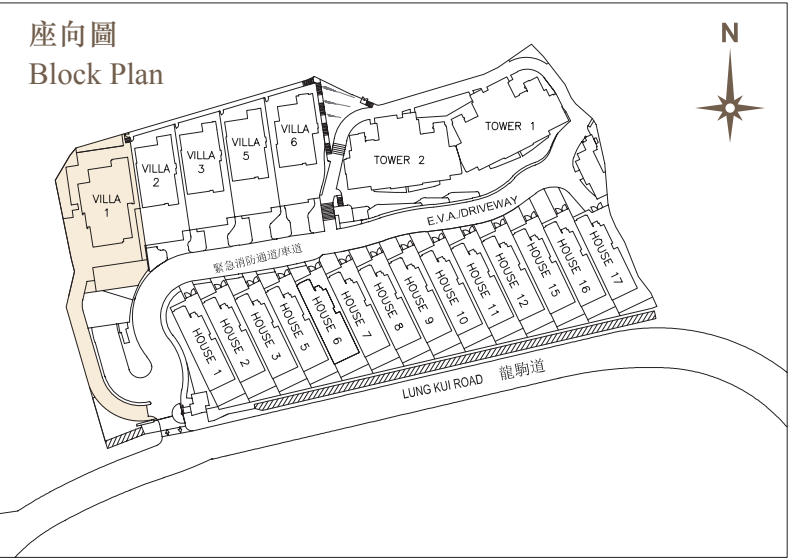 座向圖
Block Plan
N
VILLA
1
VILLA
2
VILLA
3
VILLA
5
VILLA
6
TOWER 2
TOWER 1
E.V.A./DRIVEWAY
緊急消防通道/車道
HOUSE 1
HOUSE 2
HOUSE 3
HOUSE 5
HOUSE 6
HOUSE 7
HOUSE 8
HOUSE 9
HOUSE 10
HOUSE 11
HOUSE 12
HOUSE 15
HOUSE 16
HOUSE 17
LUNG KUI ROAD 龍駒道